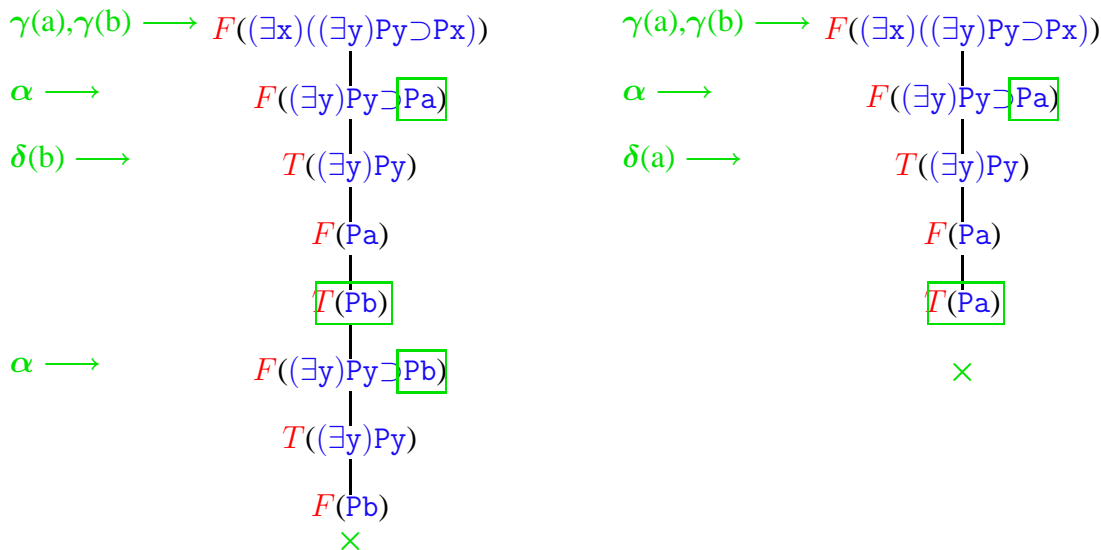 γ(a),γ(b) ⟶ F((∃x)((∃y)Py⊃Px))
α ⟶ F((∃y)Py⊃Pa)
δ(b) ⟶ T((∃y)Py)
F(Pa)
T(Pb)
α ⟶ F((∃y)Py⊃Pb)
T((∃y)Py)
F(Pb)
×
γ(a),γ(b) ⟶ F((∃x)((∃y)Py⊃Px))
α ⟶ F((∃y)Py⊃Pa)
δ(a) ⟶ T((∃y)Py)
F(Pa)
T(Pa)
×